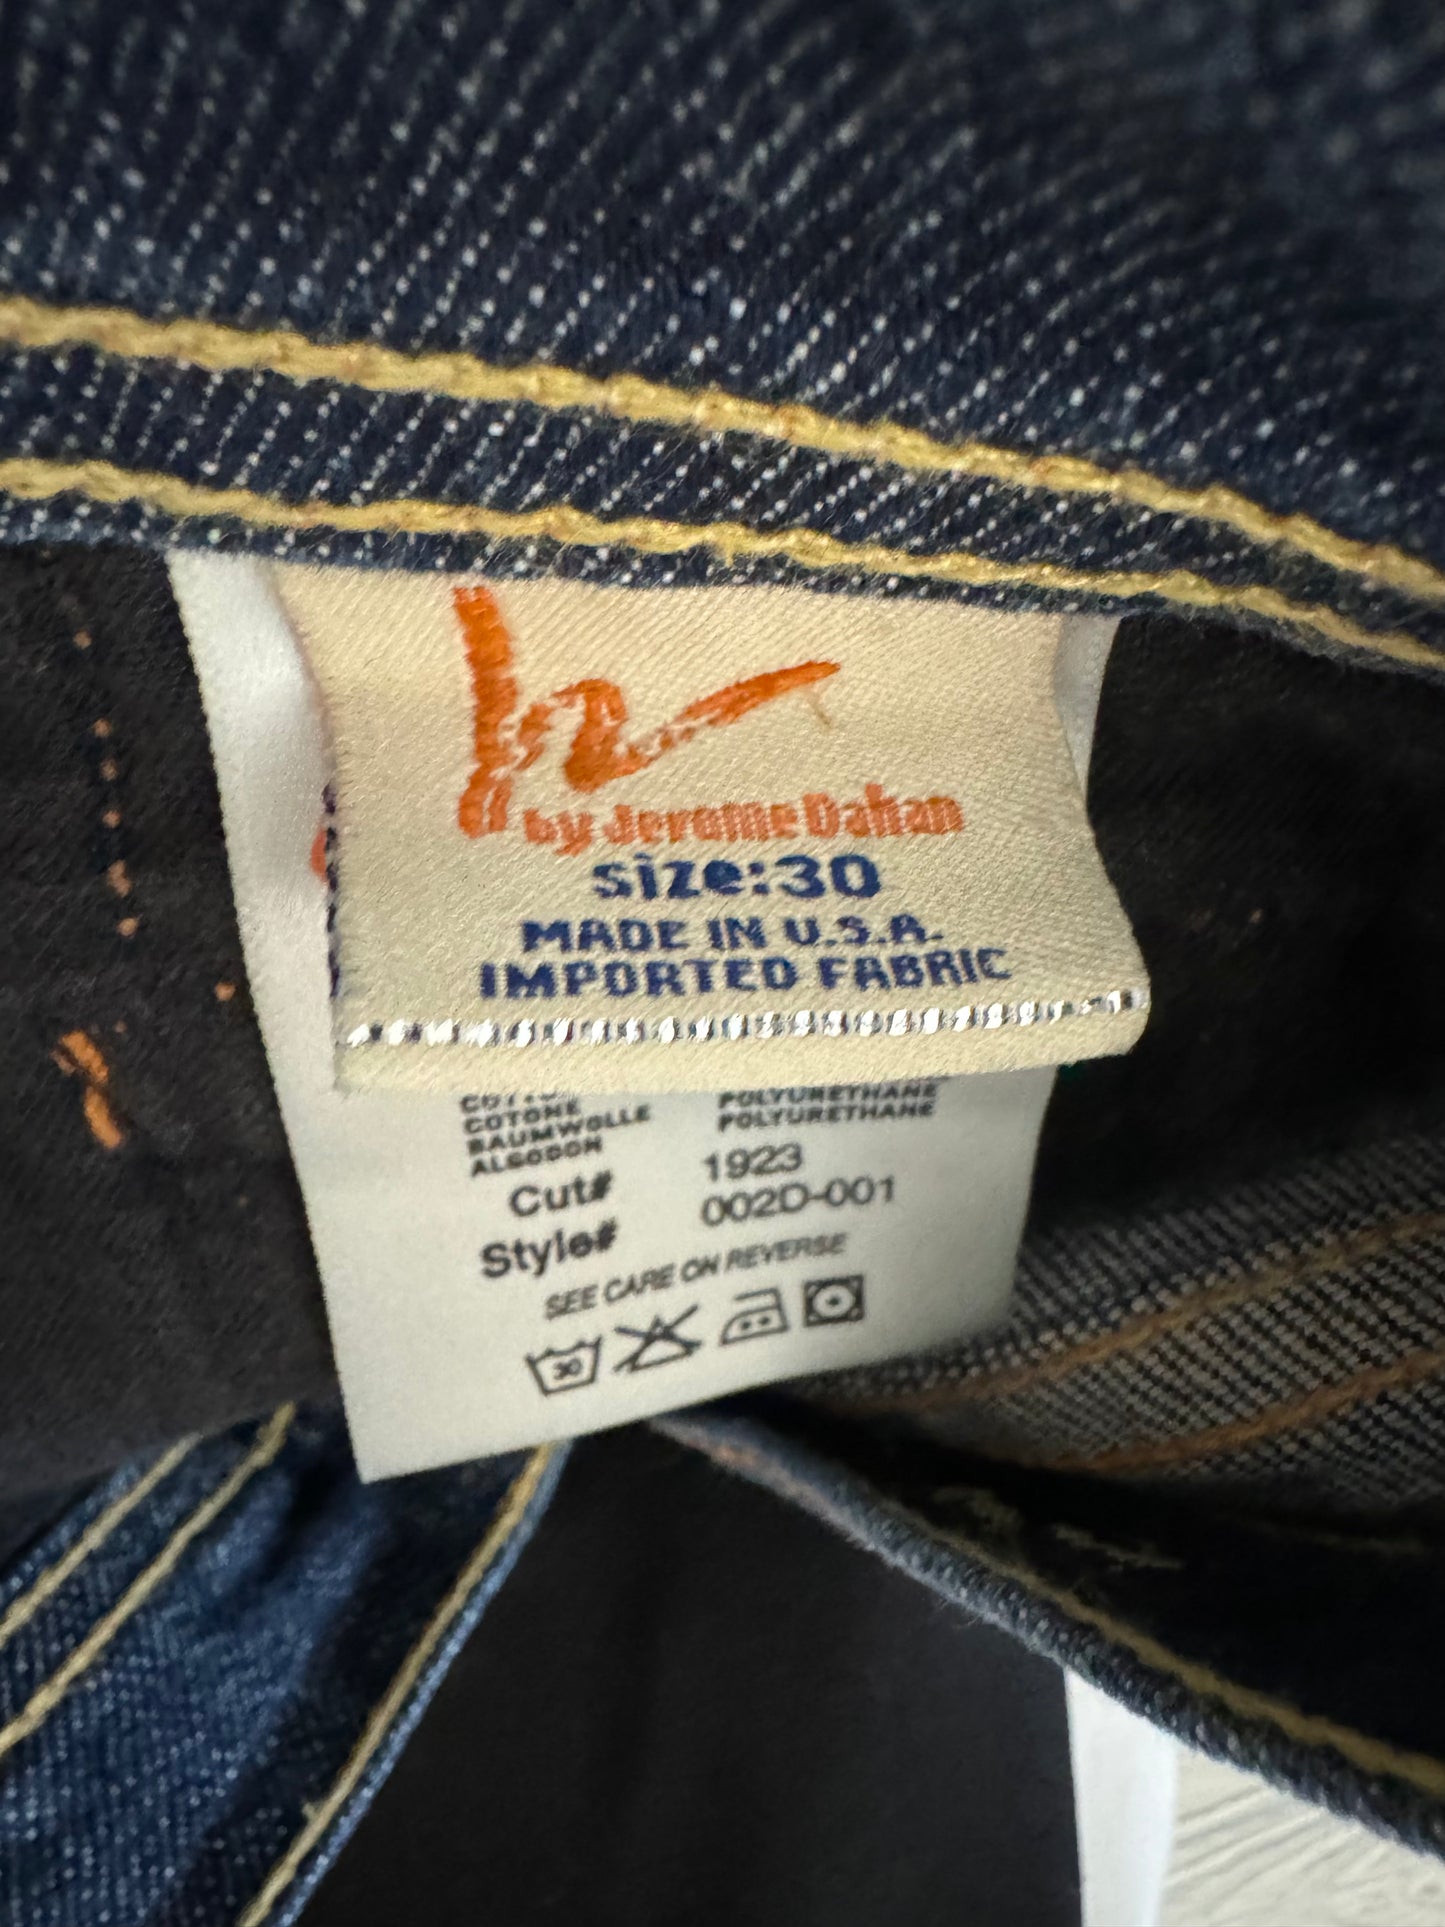 h
by Jerome Dahan
size:30
MADE IN U.S.A.
IMPORTED FABRIC
COTONE
BAUMWOLLE
ALGODON
POLYURETHANE
POLYURETHANE
Cut# 1923
Style# 002D-001
SEE CARE ON REVERSE
30